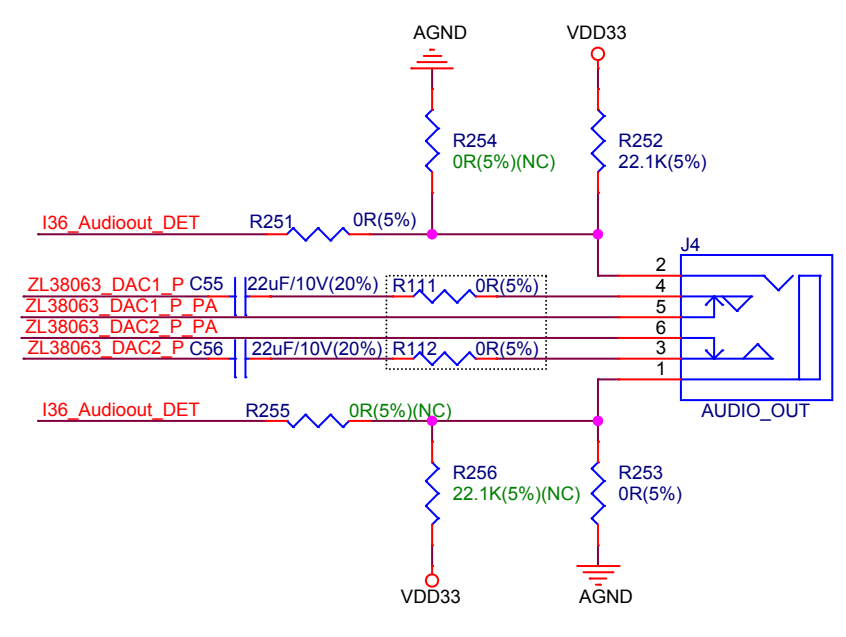 AGND VDD33
R254 R252
0R(5%)(NC) 22.1K(5%)
I36_Audioout_DET R251 0R(5%)
J4
2
ZL38063_DAC1_P C55 22uF/10V(20%) R111 0R(5%) 4
ZL38063_DAC1_P_PA 5
ZL38063_DAC2_P_PA 6
ZL38063_DAC2_P C56 22uF/10V(20%) R112 0R(5%) 3
1
I36_Audioout_DET R255 0R(5%)(NC) AUDIO_OUT
R256 R253
22.1K(5%)(NC) 0R(5%)
VDD33 AGND